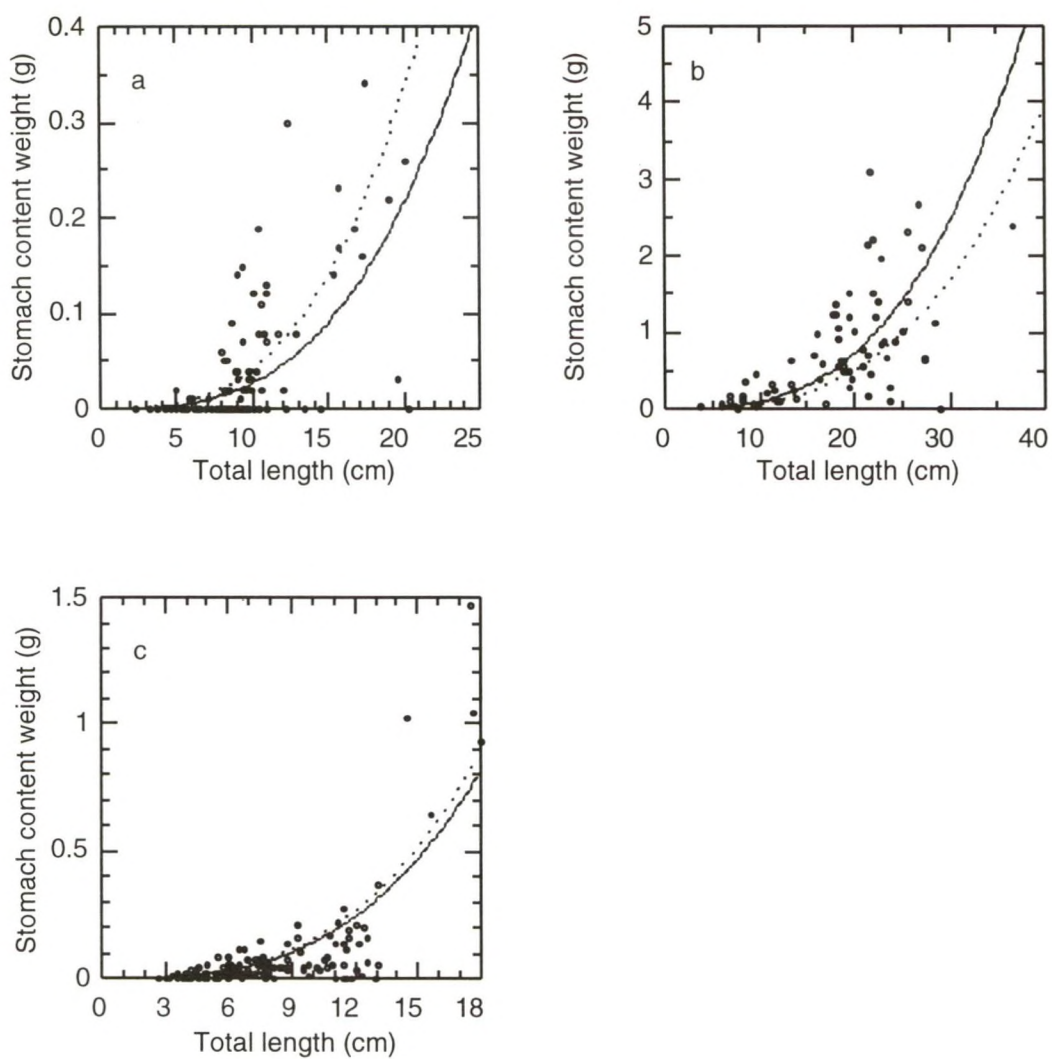 Stomach content weight (g)
0.4
0.3
0.2
0.1
0
a
0 5 10 15 20 25
Total length (cm)
Stomach content weight (g)
5
4
3
2
1
0
b
0 10 20 30 40
Total length (cm)
Stomach content weight (g)
1.5
1
0.5
0
c
0 3 6 9 12 15 18
Total length (cm)